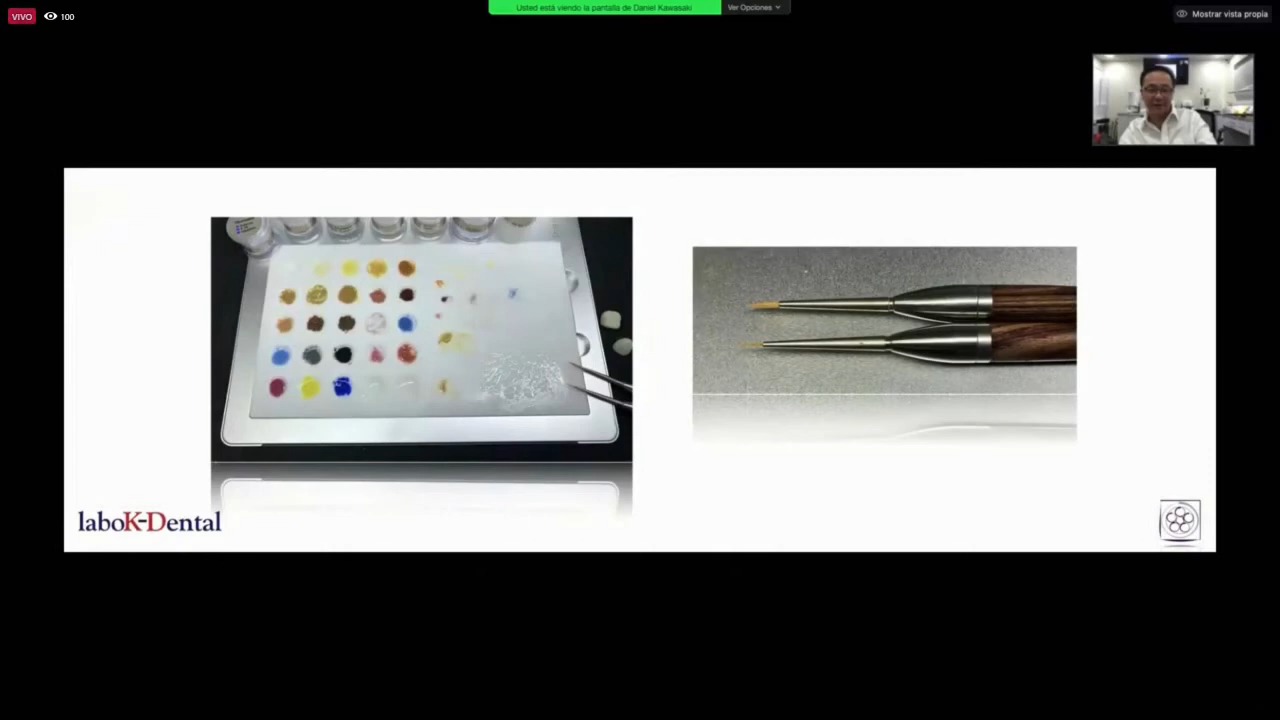 VIVO 100
Usted está viendo la pantalla de Daniel Kawasaki Ver Opciones
Mostrar vista propia
laboK-Dental